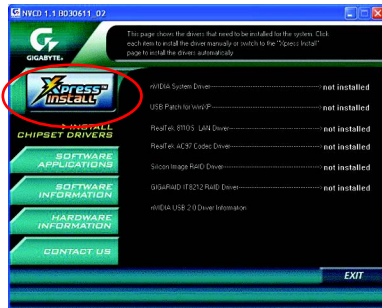 NVCD 1.1 B030611_02
GIGABYTE™
This page shows the drivers that need to be installed for the system. Click
each item to install the driver manually or switch to the "Xpress Install"
page to install the drivers automatically.
Xpress™
Install
INSTALL
CHIPSET DRIVERS
SOFTWARE
APPLICATIONS
SOFTWARE
INFORMATION
HARDWARE
INFORMATION
CONTACT US
nVIDIA System Driver not installed
USB Patch for WinXP not installed
RealTek 8110S LAN Driver not installed
RealTek AC97 Codec Driver not installed
Silicon Image RAID Driver not installed
GIGARAID IT8212 RAID Driver not installed
nVIDIA USB 2.0 Driver Information
EXIT